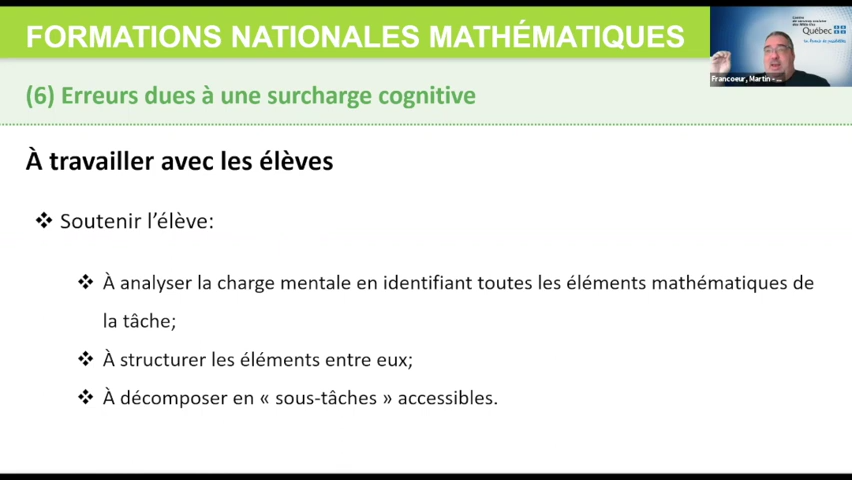 FORMATIONS NATIONALES MATHÉMATIQUES
(6) Erreurs dues à une surcharge cognitive
À travailler avec les élèves
❖ Soutenir l'élève:
❖ À analyser la charge mentale en identifiant toutes les éléments mathématiques de
la tâche;
❖ À structurer les éléments entre eux;
❖ À décomposer en « sous-tâches » accessibles.
Québec
Francoeur, Martin - ...